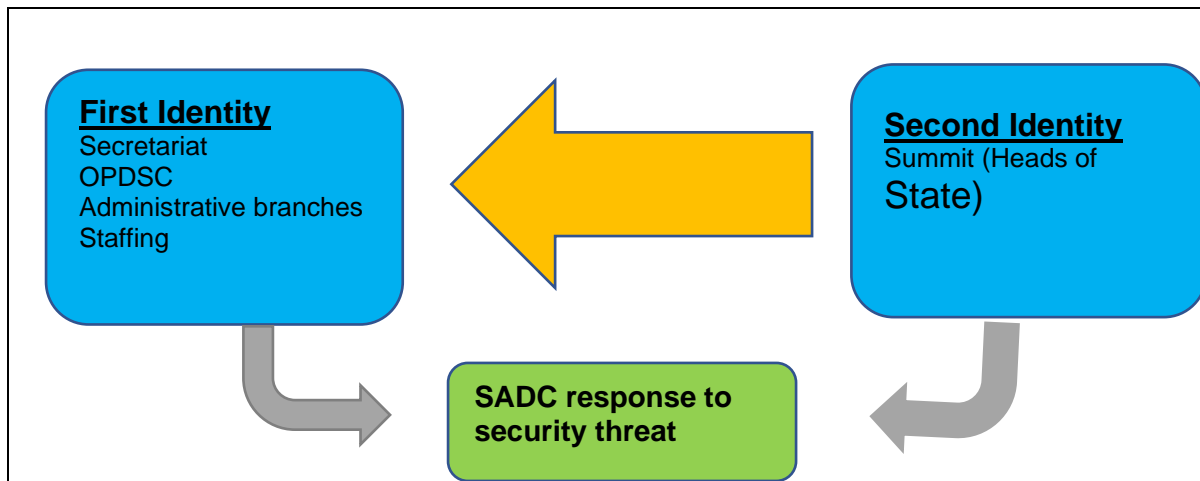 First Identity
Secretariat
OPDSC
Administrative branches
Staffing
Second Identity
Summit (Heads of
State)
SADC response to
security threat